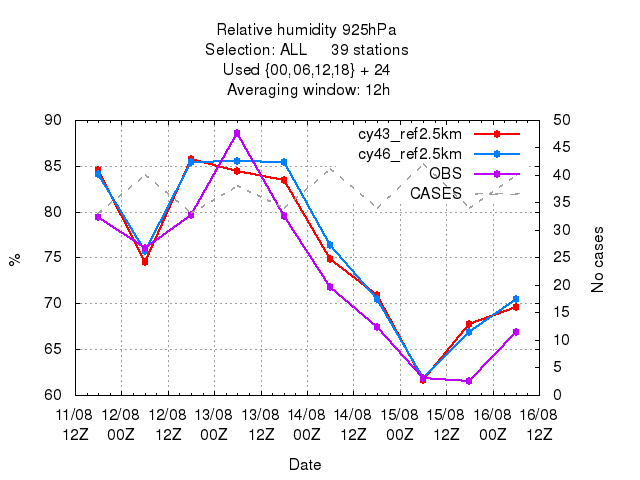 Relative humidity 925hPa
Selection: ALL 39 stations
Used {00,06,12,18} + 24
Averaging window: 12h
90 50
cy43_ref2.5km
45
cy46_ref2.5km
85
40
OBS
CASES
35
80
30
%
75
25
No cases
20
70
15
10
65
5
60 0
11/08 12/08 12/08 13/08 13/08 14/08 14/08 15/08 15/08 16/08 16/08
12Z 00Z 12Z 00Z 12Z 00Z 12Z 00Z 12Z 00Z 12Z
Date